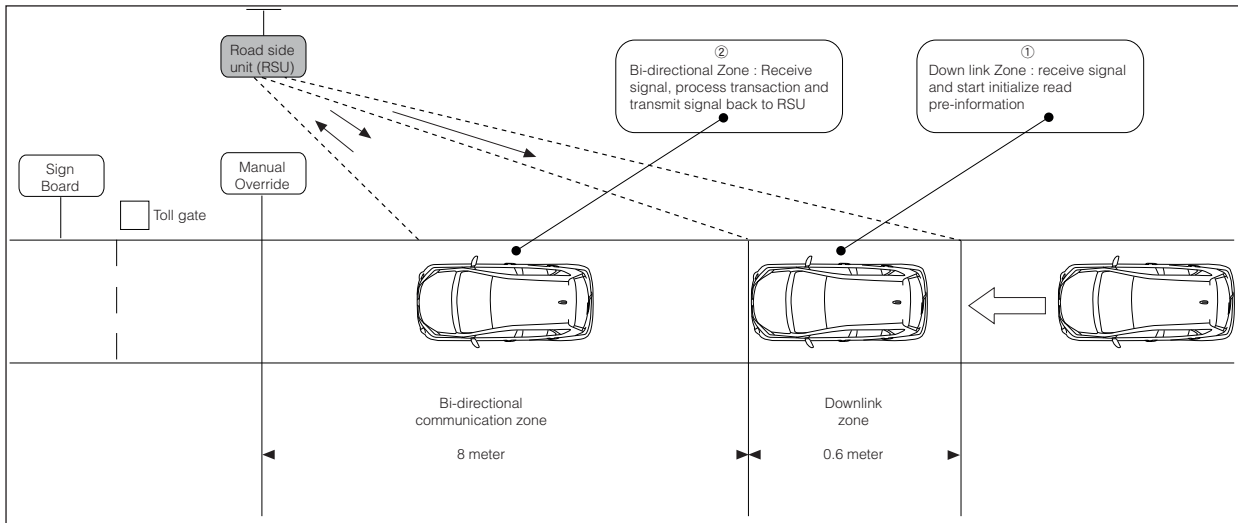 Road side
unit (RSU)
②
Bi-directional Zone : Receive
signal, process transaction and
transmit signal back to RSU
①
Down link Zone : receive signal
and start initialize read
pre-information
Sign
Board
Manual
Override
Toll gate
Bi-directional
communication zone
Downlink
zone
8 meter
0.6 meter